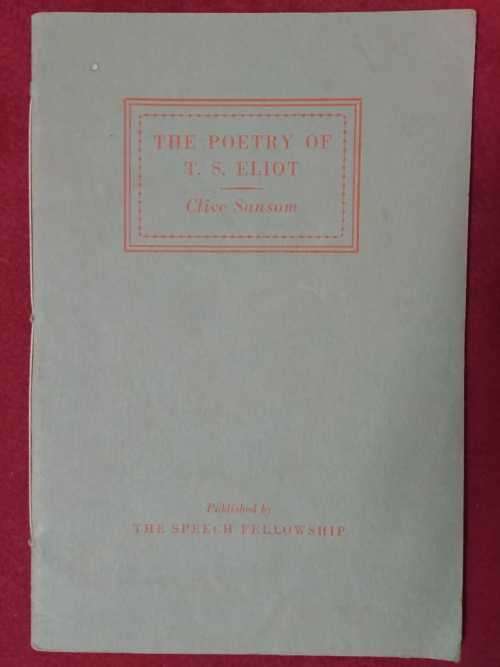 THE POETRY OF
T. S. ELIOT
Clive Sansom
Published by
THE SPEECH FELLOWSHIP